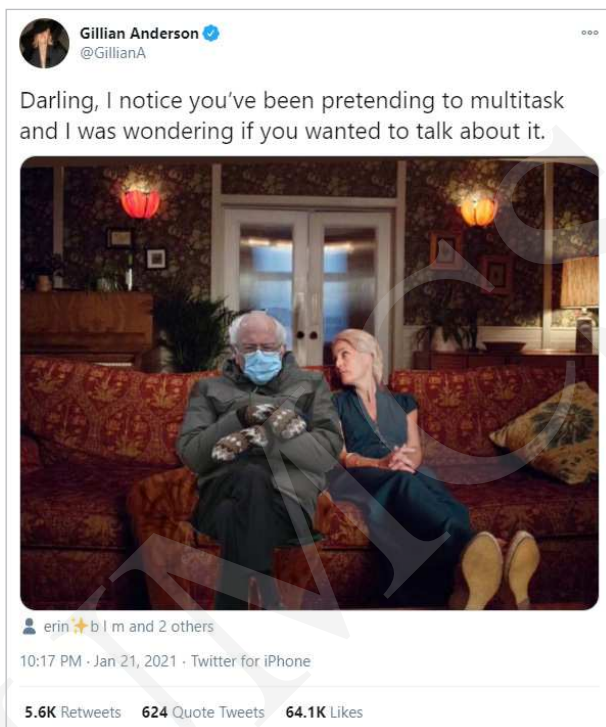 Gillian Anderson
@GillianA
Darling, I notice you've been pretending to multitask
and I was wondering if you wanted to talk about it.
erin✨b l m and 2 others
10:17 PM · Jan 21, 2021 · Twitter for iPhone
5.6K Retweets 624 Quote Tweets 64.1K Likes